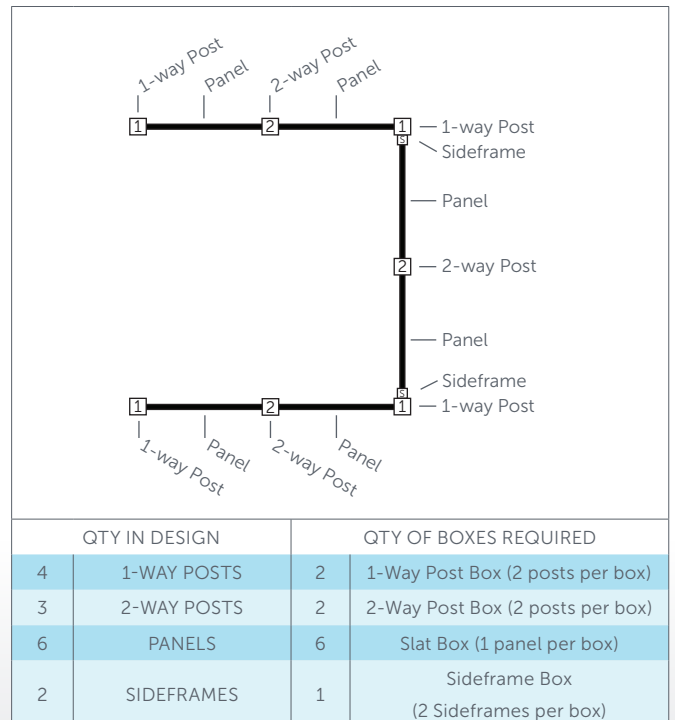 1-way Post
Panel
2-way Post
Panel
1
2
1
1-way Post
S
Sideframe
Panel
2
2-way Post
Panel
Sideframe
S
1
2
1
1-way Post
1-way Post
Panel
2-way Post
Panel
QTY IN DESIGN QTY OF BOXES REQUIRED
4 1-WAY POSTS 2 1-Way Post Box (2 posts per box)
3 2-WAY POSTS 2 2-Way Post Box (2 posts per box)
6 PANELS 6 Slat Box (1 panel per box)
2 SIDEFRAMES 1 Sideframe Box
(2 Sideframes per box)